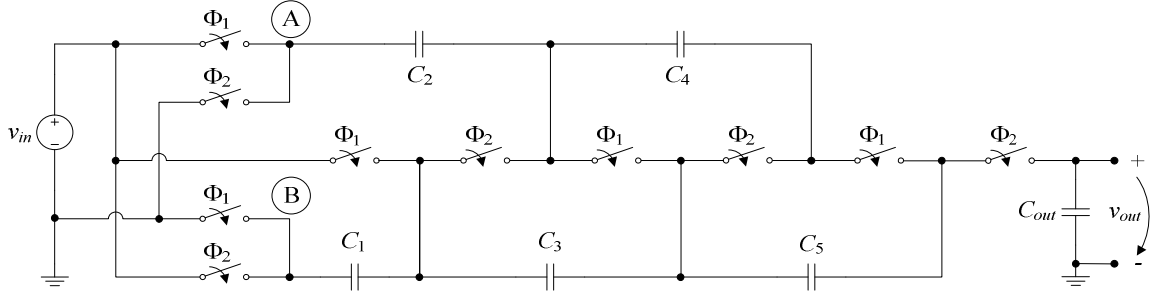 Φ1 A
C2 C4
Φ2
vin + -
Φ1 Φ2 Φ1 Φ2 Φ1 Φ2
+
Φ1 B
Cout vout
Φ2 C1 C3 C5
-